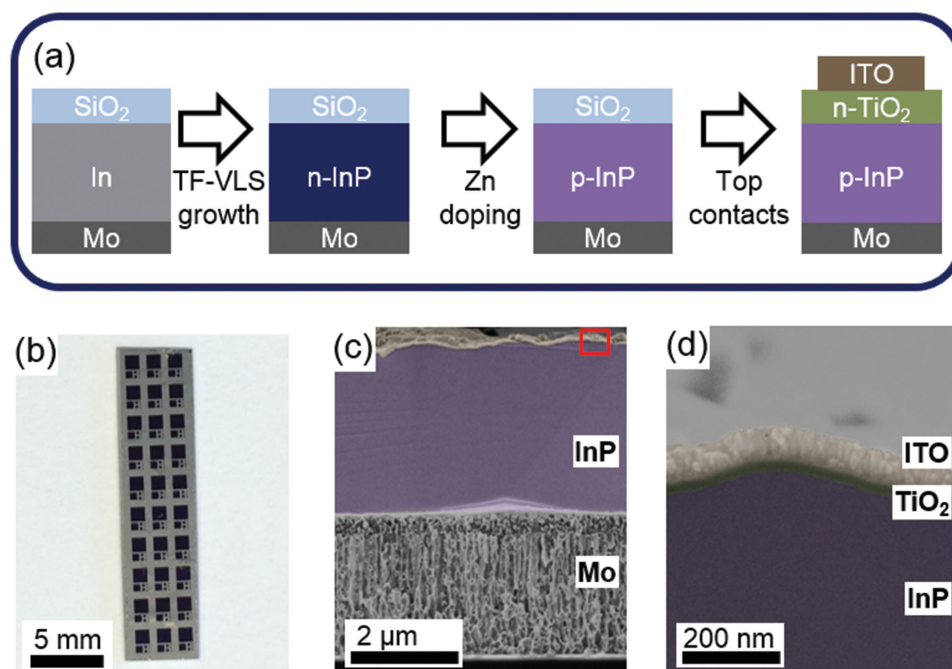 (a)
SiO₂
In
Mo
TF-VLS
growth
SiO₂
n-InP
Mo
Zn
doping
SiO₂
p-InP
Mo
Top
contacts
ITO
n-TiO₂
p-InP
Mo
(b)
5 mm
(c)
InP
Mo
2 μm
(d)
ITO
TiO₂
InP
200 nm